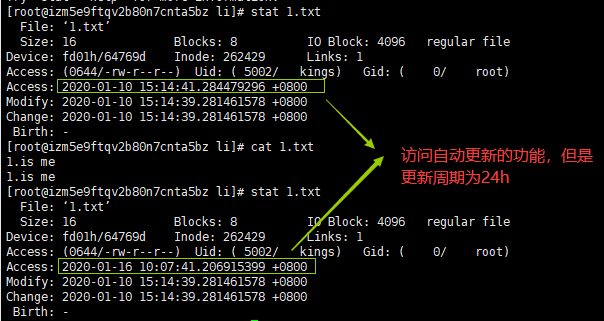 [root@izm5e9ftqv2b80n7cnta5bz li]# stat 1.txt
File: ‘1.txt’
Size: 16 Blocks: 8 IO Block: 4096 regular file
Device: fd01h/64769d Inode: 262429 Links: 1
Access: (0644/-rw-r--r--) Uid: ( 5002/ kings) Gid: ( 0/ root)
Access: 2020-01-10 15:14:41.284479296 +0800
Modify: 2020-01-10 15:14:39.281461578 +0800
Change: 2020-01-10 15:14:39.281461578 +0800
Birth: -
[root@izm5e9ftqv2b80n7cnta5bz li]# cat 1.txt
1.is me
1.is me
[root@izm5e9ftqv2b80n7cnta5bz li]# stat 1.txt
File: ‘1.txt’
Size: 16 Blocks: 8 IO Block: 4096 regular file
Device: fd01h/64769d Inode: 262429 Links: 1
Access: (0644/-rw-r--r--) Uid: ( 5002/ kings) Gid: ( 0/ root)
Access: 2020-01-16 10:07:41.206915399 +0800
Modify: 2020-01-10 15:14:39.281461578 +0800
Change: 2020-01-10 15:14:39.281461578 +0800
Birth: -
访问自动更新的功能，但是
更新周期为24h